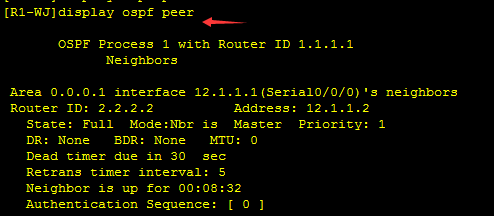 [R1-WJ]display ospf peer
OSPF Process 1 with Router ID 1.1.1.1
Neighbors
Area 0.0.0.1 interface 12.1.1.1(Serial0/0/0)'s neighbors
Router ID: 2.2.2.2 Address: 12.1.1.2
State: Full Mode:Nbr is Master Priority: 1
DR: None BDR: None MTU: 0
Dead timer due in 30 sec
Retrans timer interval: 5
Neighbor is up for 00:08:32
Authentication Sequence: [ 0 ]